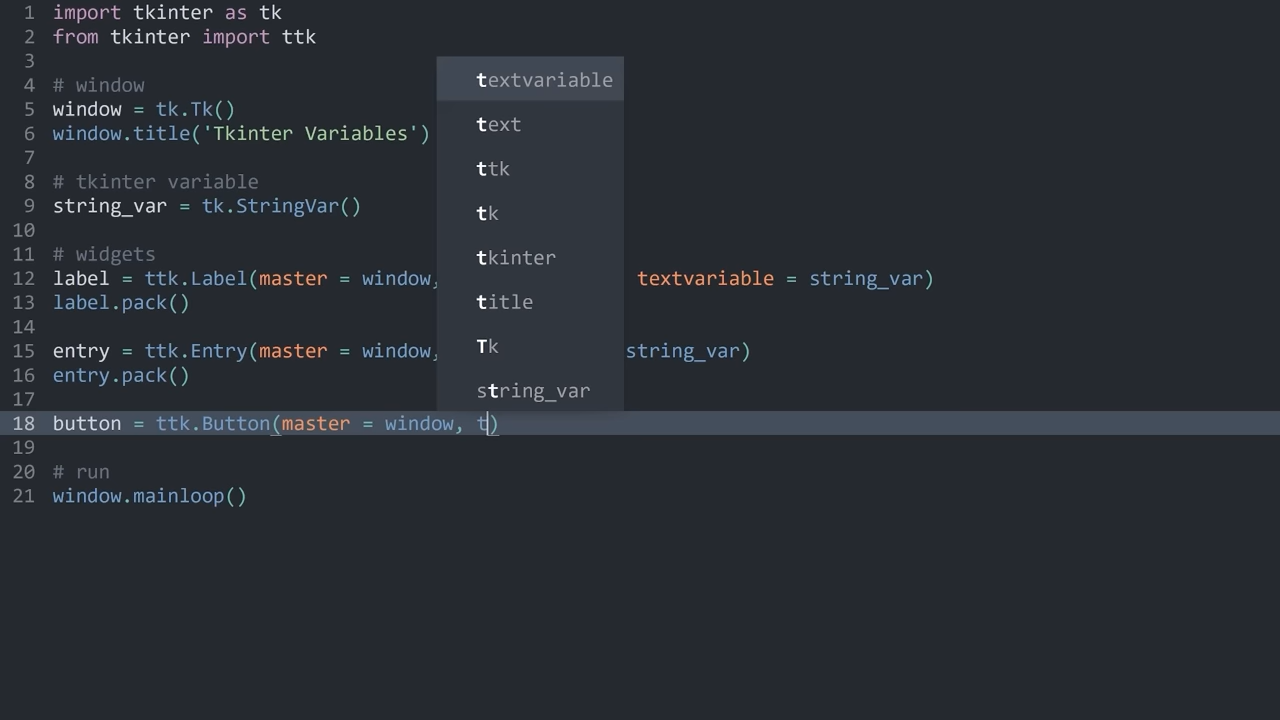 1 import tkinter as tk
2 from tkinter import ttk
3
4 # window
5 window = tk.Tk()
6 window.title('Tkinter Variables')
7
8 # tkinter variable
9 string_var = tk.StringVar()
10
11 # widgets
12 label = ttk.Label(master = window, textvariable = string_var)
13 label.pack()
14
15 entry = ttk.Entry(master = window, string_var)
16 entry.pack()
17
18 button = ttk.Button(master = window, t)
19
20 # run
21 window.mainloop()
textvariable
text
ttk
tk
tkinter
title
Tk
string_var